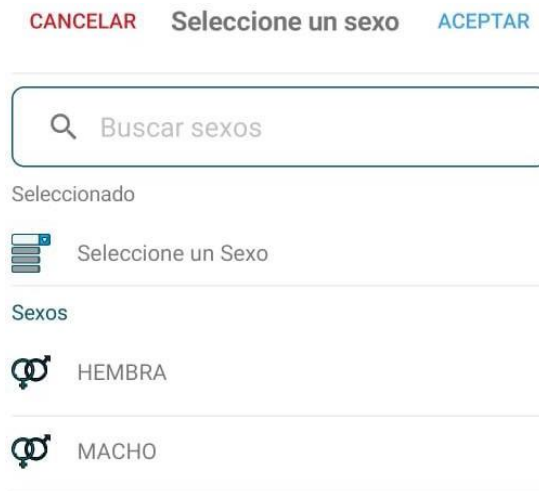 CANCELAR Seleccione un sexo ACEPTAR
Buscar sexos
Seleccionado
Seleccione un Sexo
Sexos
HEMBRA
MACHO